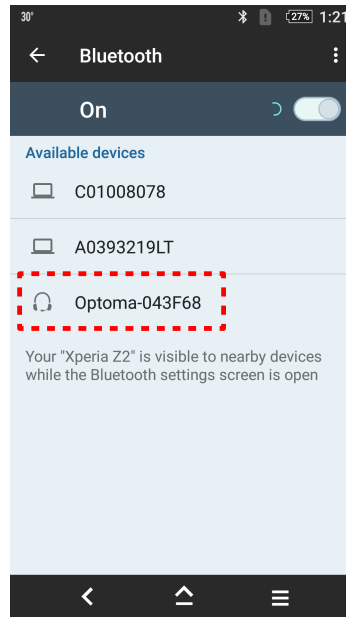 30°
27% 1:21
Bluetooth
On
Available devices
C01008078
A0393219LT
Optoma-043F68
Your "Xperia Z2" is visible to nearby devices
while the Bluetooth settings screen is open